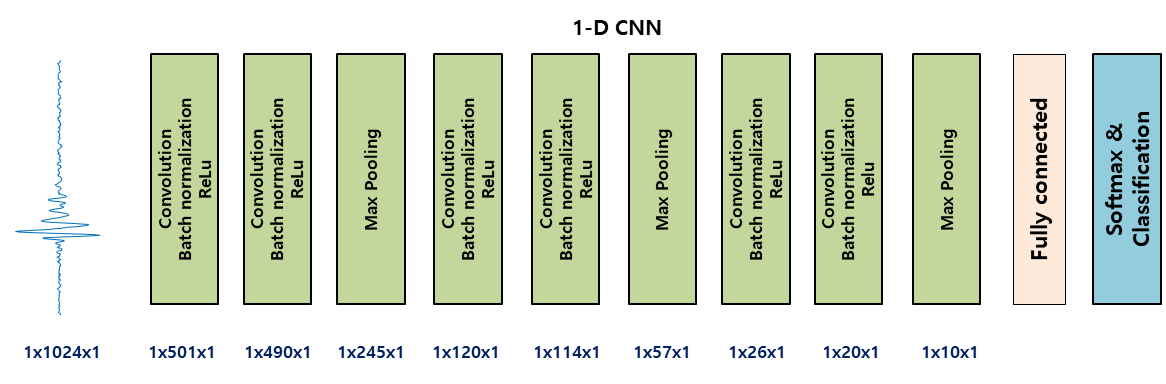 1-D CNN
Convolution
Batch normalization
ReLu
Convolution
Batch normalization
ReLu
Max Pooling
Convolution
Batch normalization
ReLu
Convolution
Batch normalization
ReLu
Max Pooling
Convolution
Batch normalization
ReLu
Convolution
Batch normalization
Relu
Max Pooling
Fully connected
Softmax &
Classification
1x1024x1
1x501x1
1x490x1
1x245x1
1x120x1
1x114x1
1x57x1
1x26x1
1x20x1
1x10x1